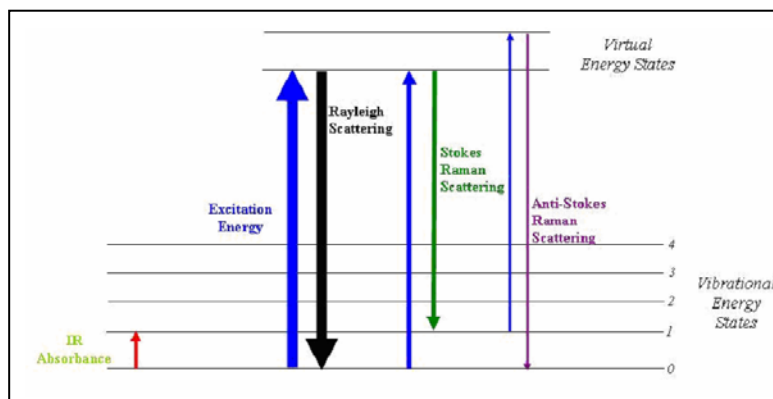 Virtual
Energy States
Rayleigh
Scattering
Stokes
Raman
Scattering
Excitation
Energy
Anti-Stokes
Raman
Scattering
4
3
2
1
0
Vibrational
Energy
States
IR
Absorbance